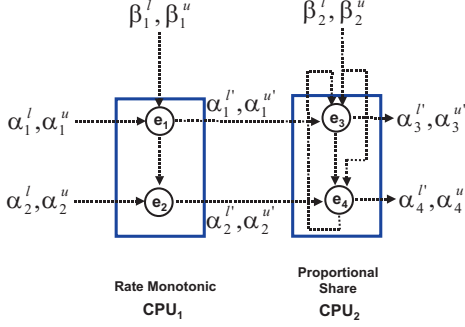 β₁ˡ,β₁ᵘ
β₂ˡ,β₂ᵘ
α₁ˡ,α₁ᵘ
e₁
α₁ˡ',α₁ᵘ'
e₃
α₃ˡ',α₃ᵘ'
α₂ˡ,α₂ᵘ
e₂
α₂ˡ',α₂ᵘ'
e₄
α₄ˡ',α₄ᵘ'
Rate Monotonic
CPU₁
Proportional
Share
CPU₂